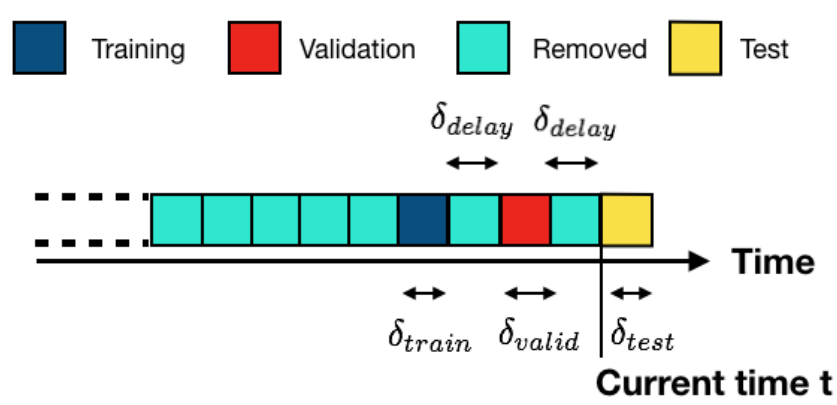 Training Validation Removed Test
δ_delay δ_delay
Time
δ_train δ_valid δ_test
Current time t